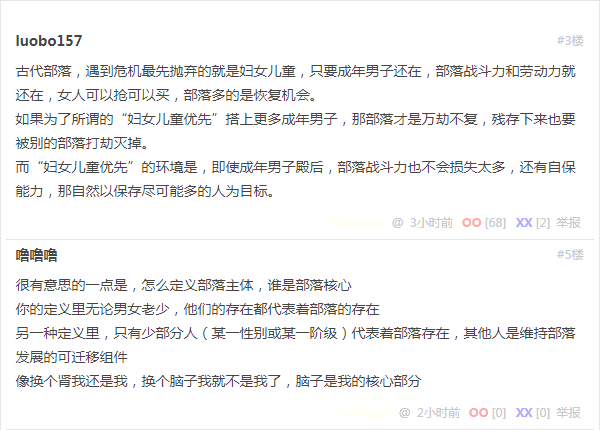 luobo157
#3楼
古代部落，遇到危机最先抛弃的就是妇女儿童，只要成年男子还在，部落战斗力和劳动力就
还在，女人可以抢可以买，部落多的是恢复机会。
如果为了所谓的“妇女儿童优先”搭上更多成年男子，那部落才是万劫不复，残存下来也要
被别的部落打劫灭掉。
而“妇女儿童优先”的环境是，即使成年男子殿后，部落战斗力也不会损失太多，还有自保
能力，那自然以保存尽可能多的人为目标。
@ 3小时前 OO [68] XX [2] 举报
噜噜噜
#5楼
很有意思的一点是，怎么定义部落主体，谁是部落核心
你的定义里无论男女老少，他们的存在都代表着部落的存在
另一种定义里，只有少部分人（某一性别或某一阶级）代表着部落存在，其他人是维持部落
发展的可迁移组件
像换个肾我还是我，换个脑子我就不是我了，脑子是我的核心部分
@ 2小时前 OO [0] XX [0] 举报